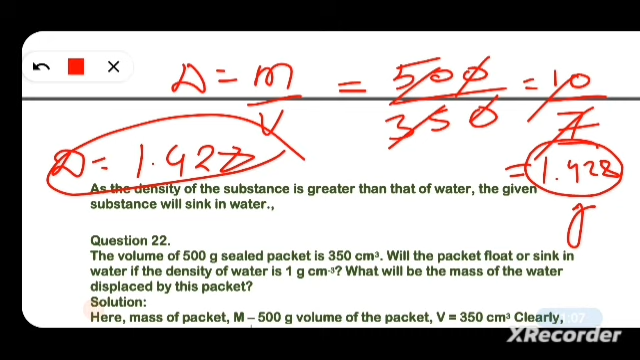 D = m/V = 500/350 = 10/7
D = 1.428
= 1.428
g
As the density of the substance is greater than that of water, the given
substance will sink in water.,
Question 22.
The volume of 500 g sealed packet is 350 cm³. Will the packet float or sink in
water if the density of water is 1 g cm⁻³? What will be the mass of the water
displaced by this packet?
Solution:
Here, mass of packet, M – 500 g volume of the packet, V = 350 cm³ Clearly,
XRecorder